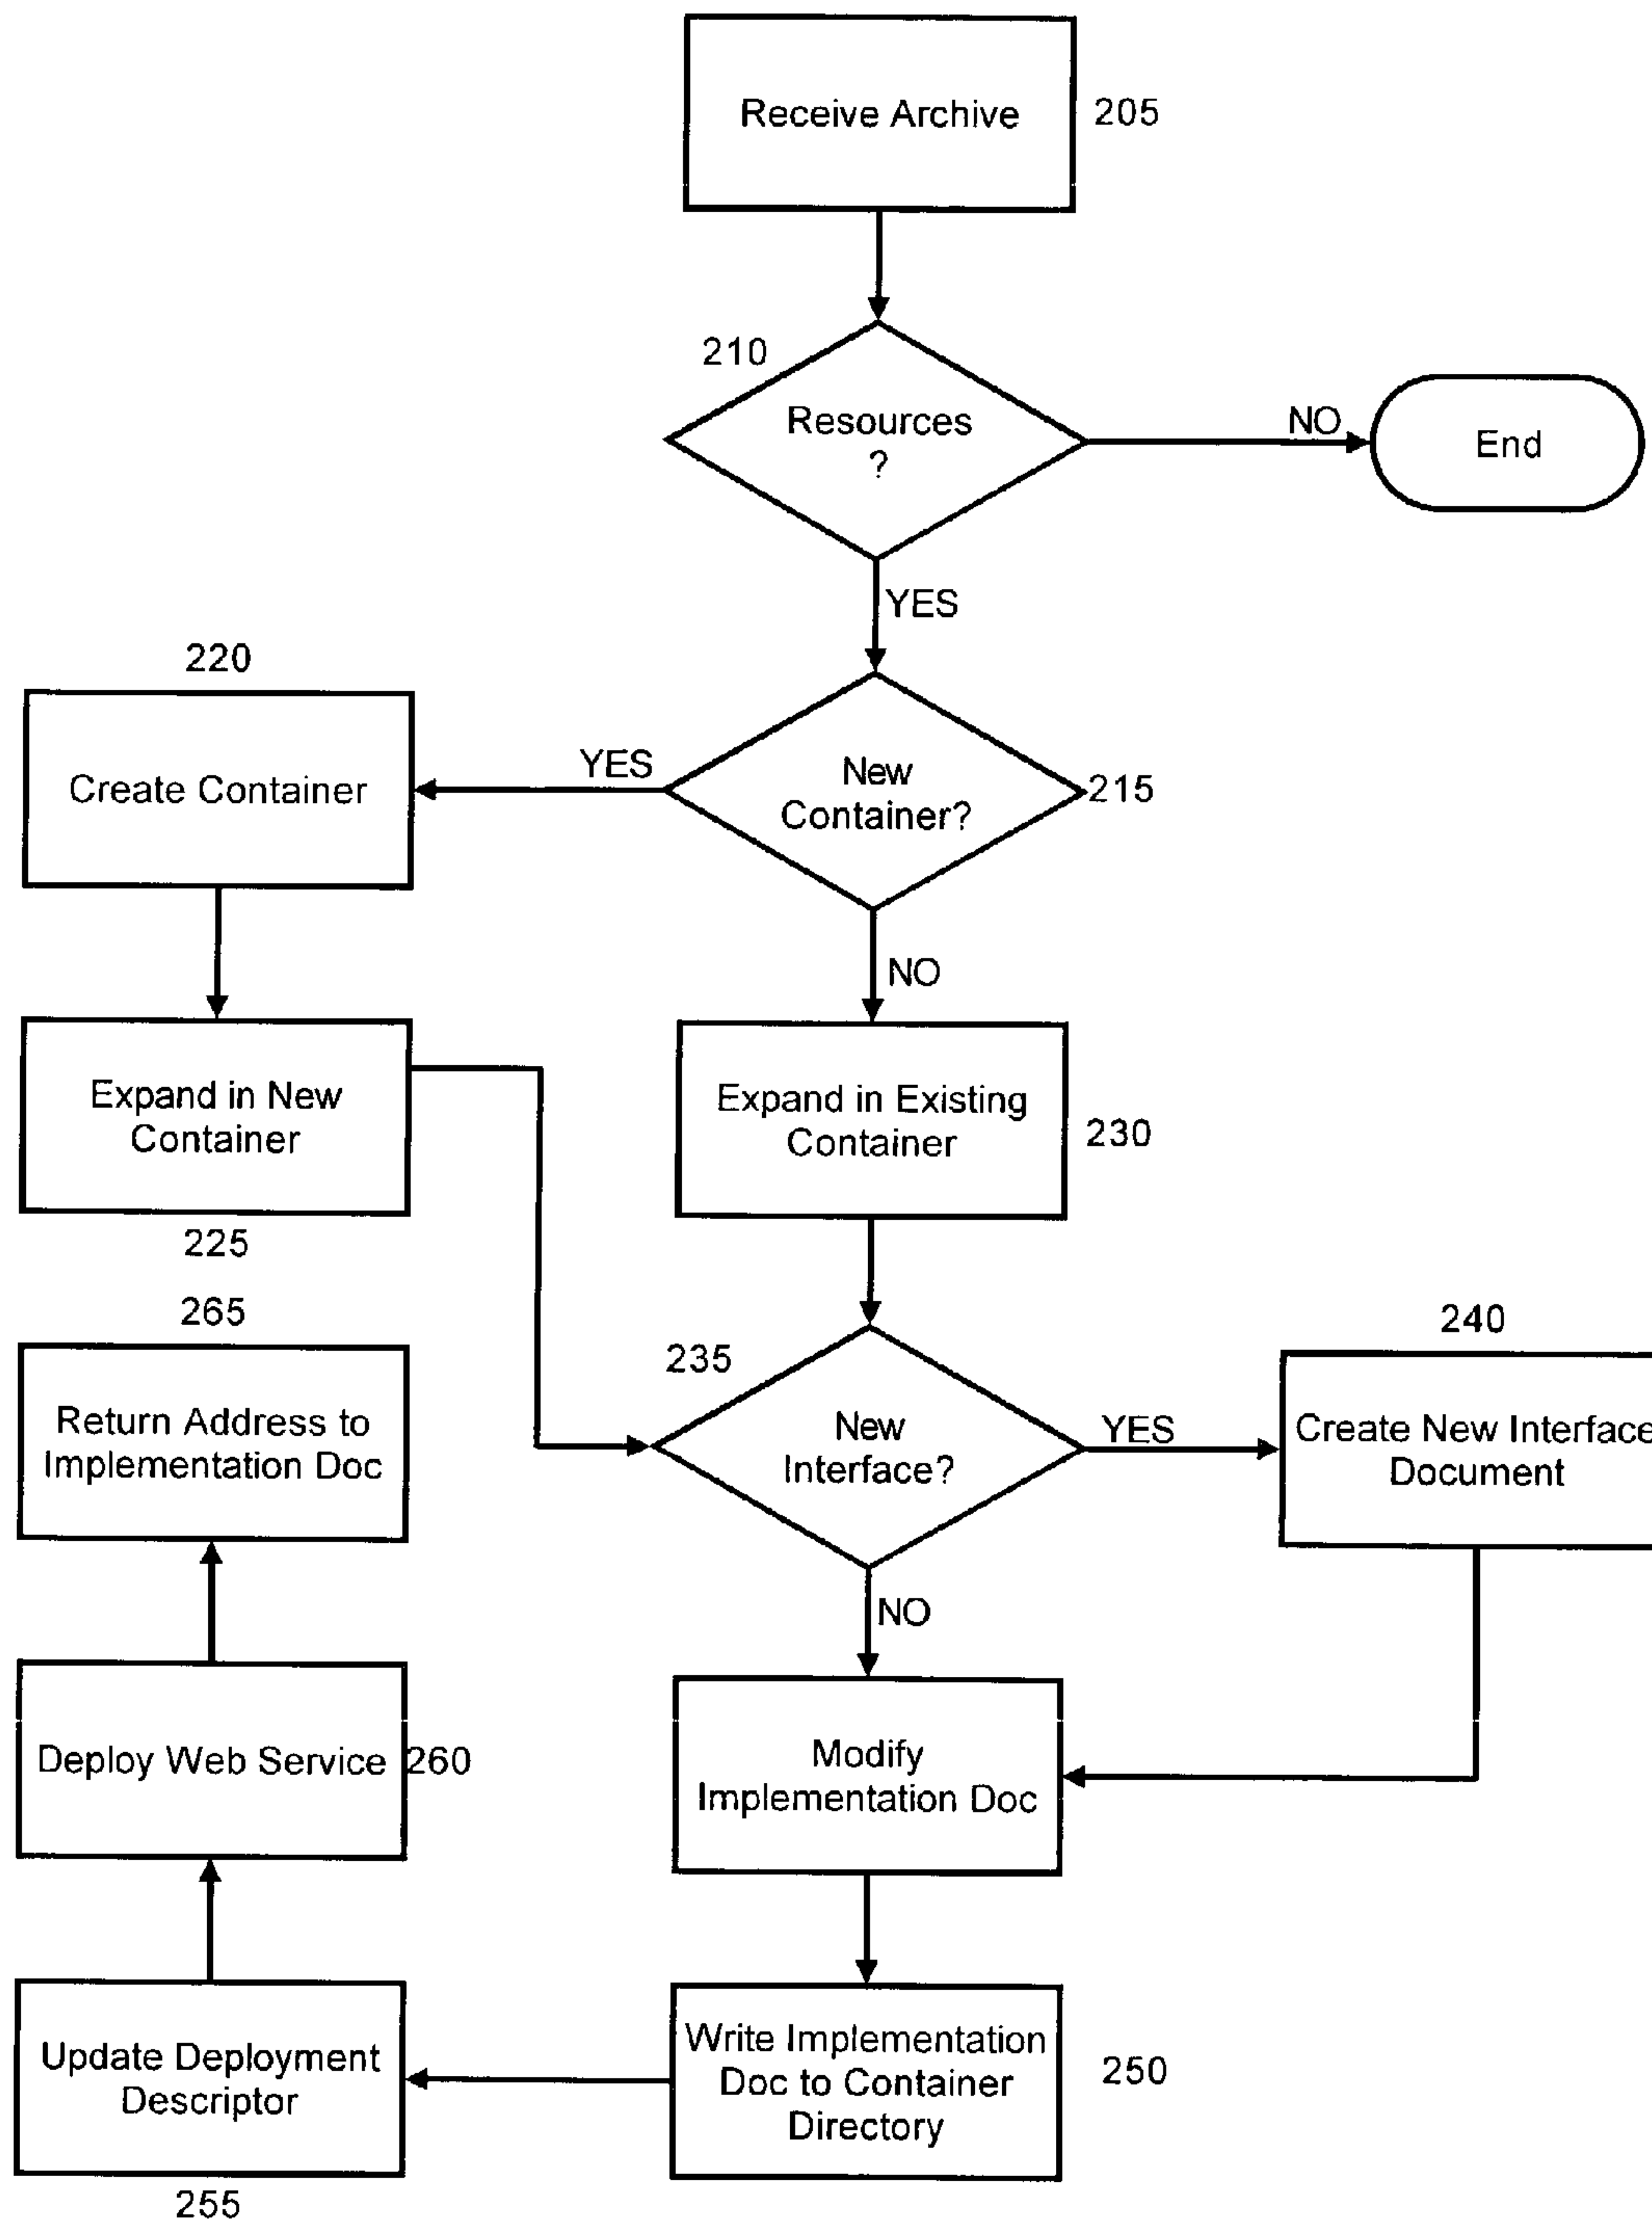 Receive Archive
205
210
Resources
?
NO
End
YES
220
Create Container
YES
New
Container?
215
NO
Expand in New
Container
225
Expand in Existing
Container
230
265
Return Address to
Implementation Doc
235
New
Interface?
YES
240
Create New Interface
Document
NO
Deploy Web Service
260
Modify
Implementation Doc
Update Deployment
Descriptor
255
Write Implementation
Doc to Container
Directory
250